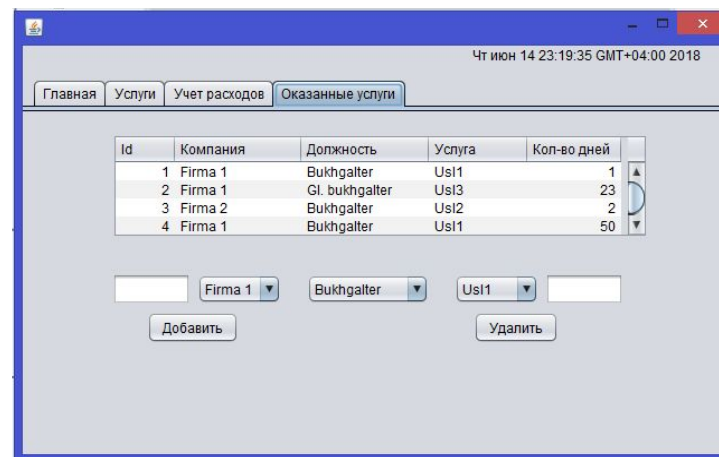 Чт июн 14 23:19:35 GMT+04:00 2018
Главная Услуги Учет расходов Оказанные услуги
Id Компания Должность Услуга Кол-во дней
1 Firma 1 Bukhgalter Usl1 1
2 Firma 1 Gl. bukhgalter Usl3 23
3 Firma 2 Bukhgalter Usl2 2
4 Firma 1 Bukhgalter Usl1 50
Firma 1 Bukhgalter Usl1
Добавить Удалить